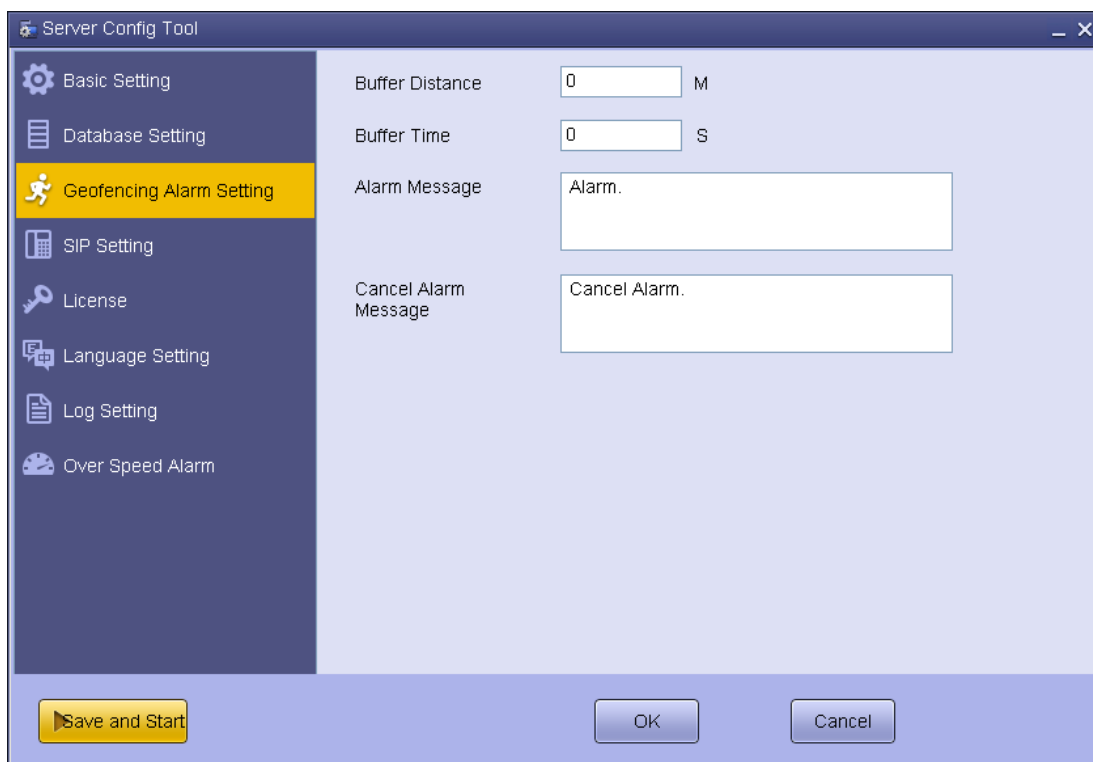 Server Config Tool
Basic Setting
Database Setting
Geofencing Alarm Setting
SIP Setting
License
Language Setting
Log Setting
Over Speed Alarm
Buffer Distance 0 M
Buffer Time 0 S
Alarm Message Alarm.
Cancel Alarm Cancel Alarm.
Message
Save and Start OK Cancel